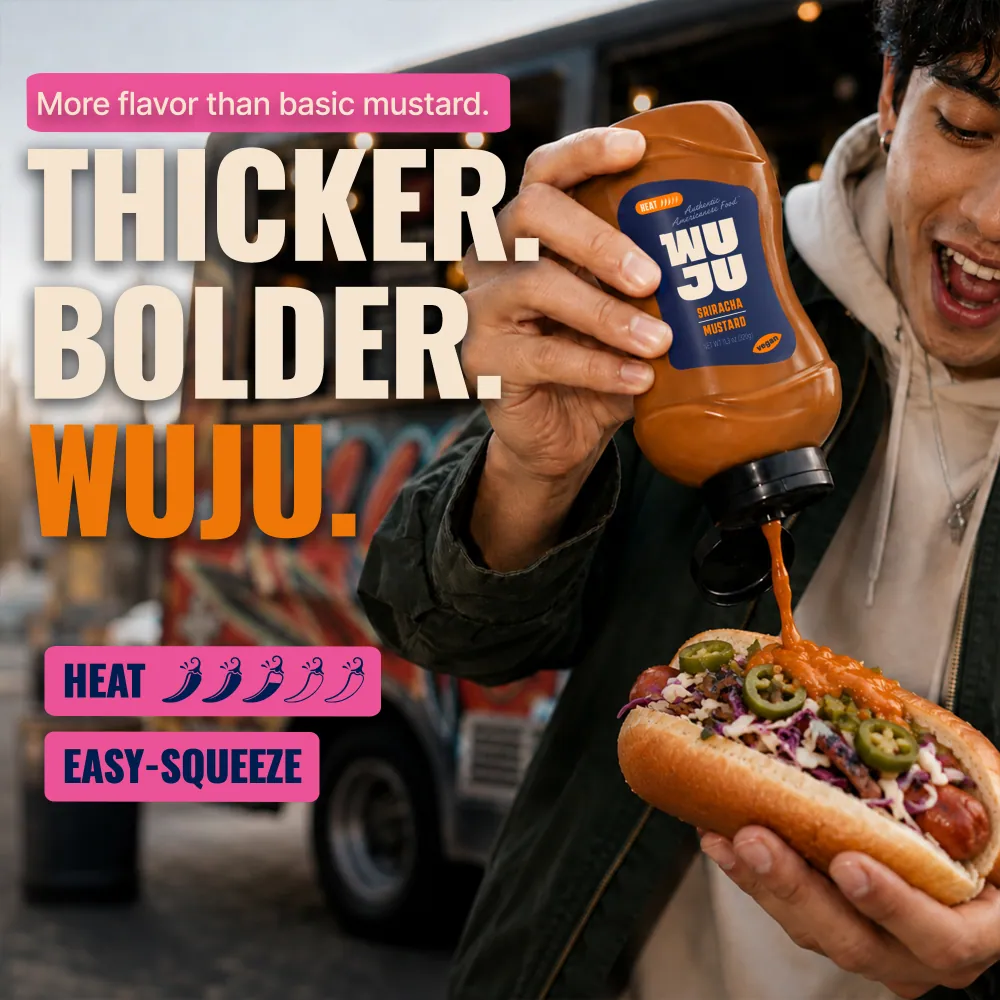 More flavor than basic mustard.
THICKER.
BOLDER.
WUJU.
HEAT
EASY-SQUEEZE
HEAT
Authentic
Americanese Food
WU
JU
SRIRACHA
MUSTARD
vegan